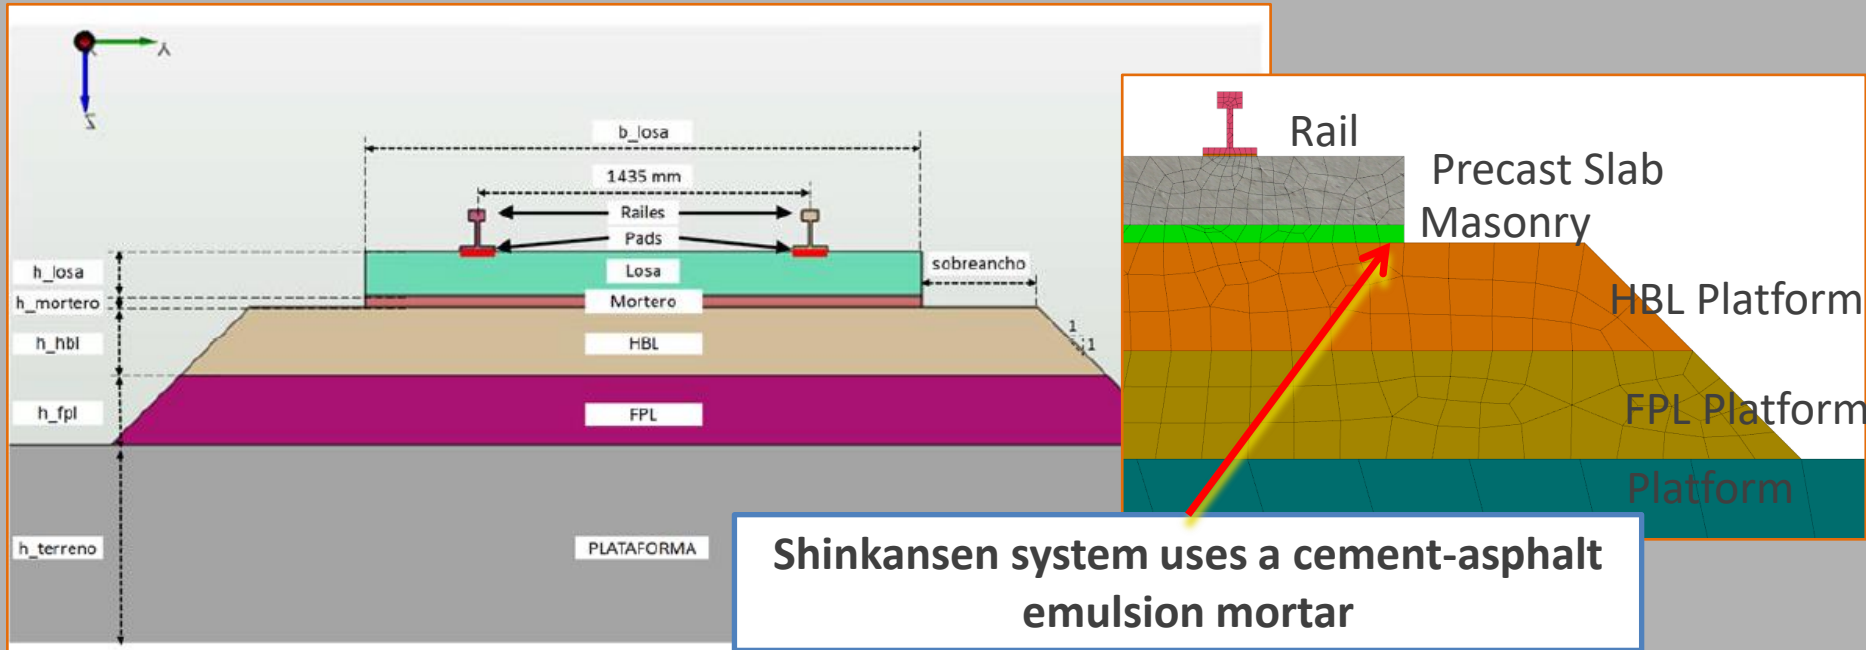 Y
Z
b_losa
1435 mm
Railes
Pads
sobreancho
h_losa
Losa
h_mortero
Mortero
1
1
h_hbl
HBL
h_fpl
FPL
h_terreno
PLATAFORMA
Rail
Precast Slab
Masonry
HBL Platform
FPL Platform
Platform
Shinkansen system uses a cement-asphalt
emulsion mortar